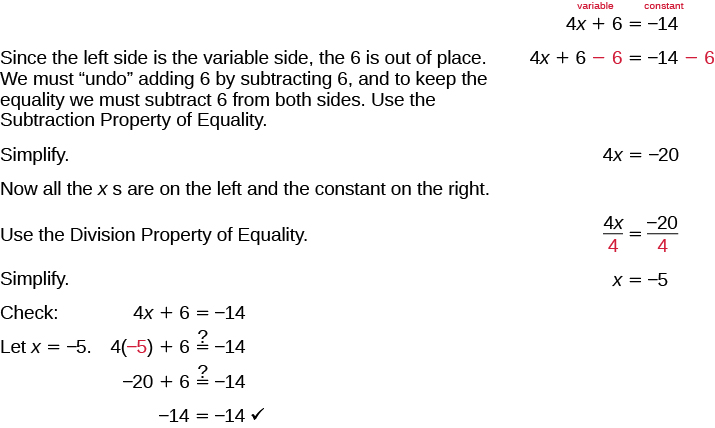 variable constant
4x + 6 = −14
Since the left side is the variable side, the 6 is out of place. 4x + 6 − 6 = −14 − 6
We must “undo” adding 6 by subtracting 6, and to keep the
equality we must subtract 6 from both sides. Use the
Subtraction Property of Equality.
Simplify. 4x = −20
Now all the x s are on the left and the constant on the right.
Use the Division Property of Equality. 4x/4 = −20/4
Simplify. x = −5
Check: 4x + 6 = −14
Let x = −5. 4(−5) + 6 ≟ −14
−20 + 6 ≟ −14
−14 = −14 ✓